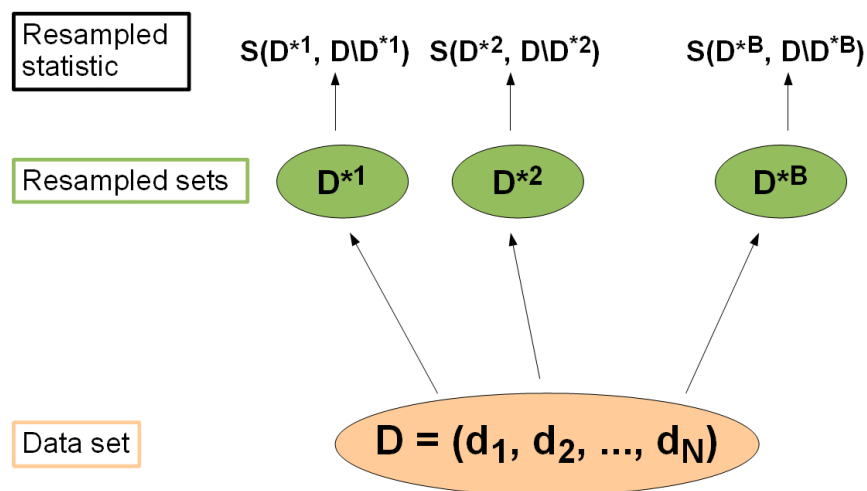 Resampled
statistic
S(D*1, D\D*1) S(D*2, D\D*2) S(D*B, D\D*B)
Resampled sets D*1 D*2 D*B
Data set D = (d1, d2, ..., dN)